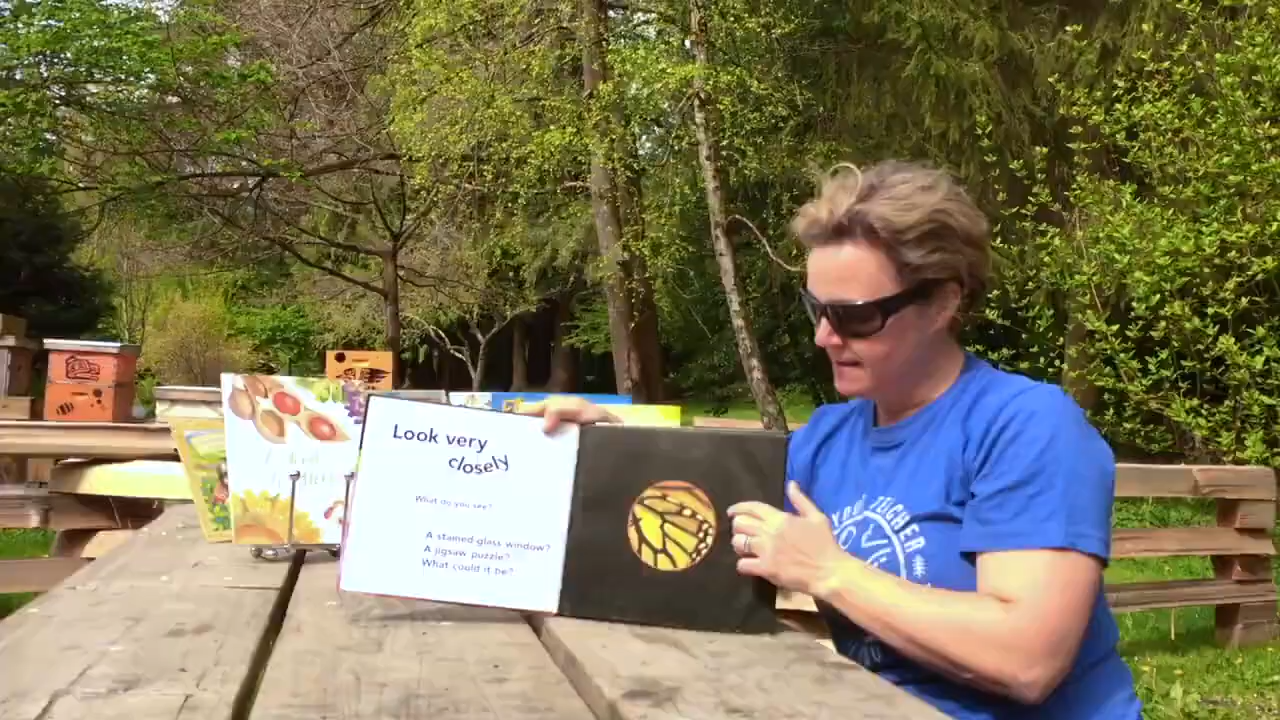 Look very
closely
What do you see?
A stained glass window?
A jigsaw puzzle?
What could it be?